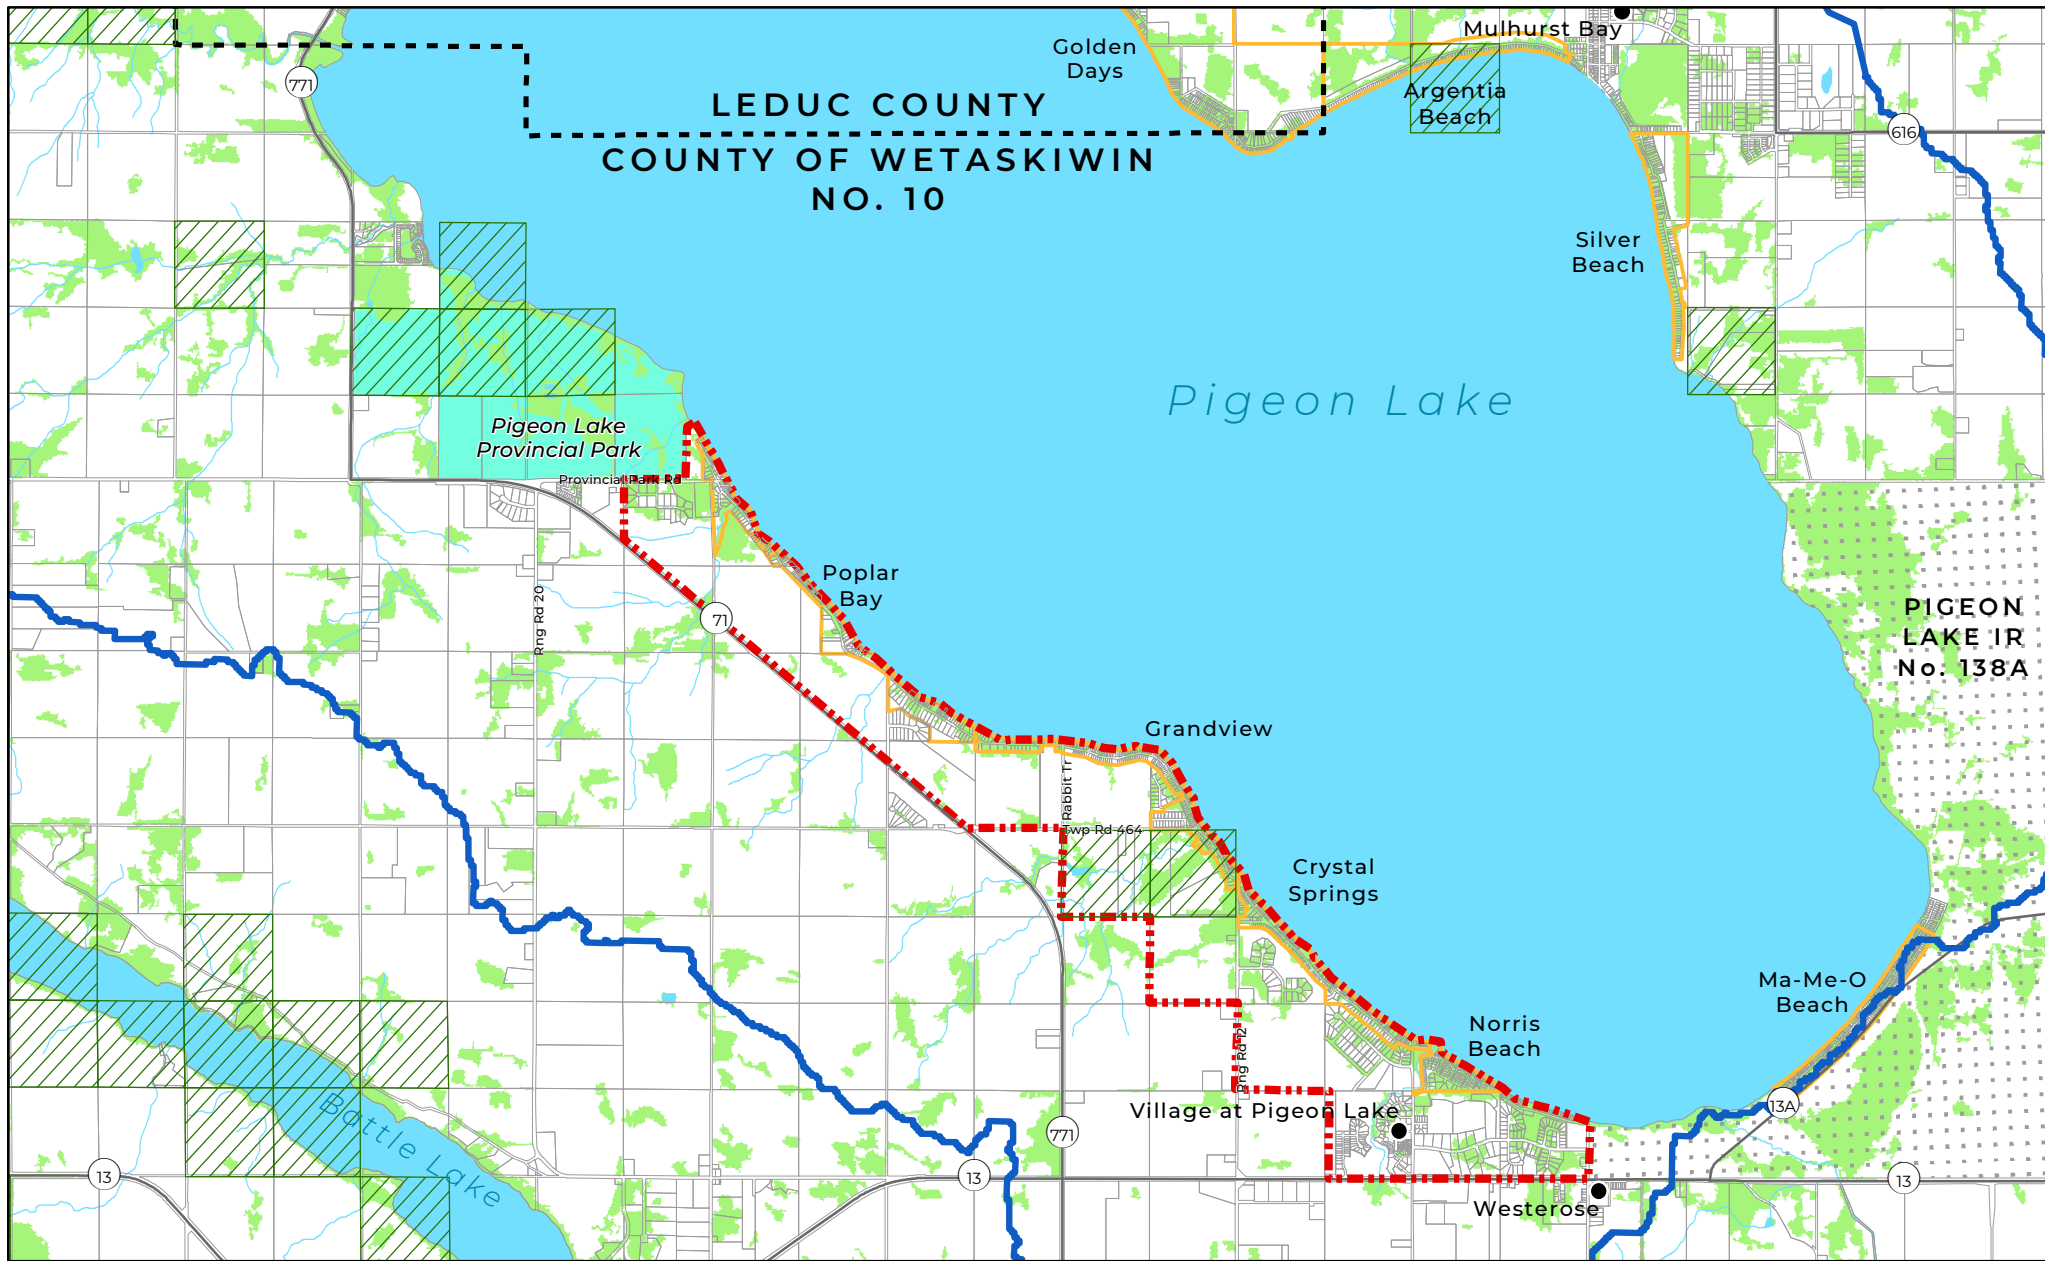 Mulhurst Bay
Golden
Days
771
LEDUC COUNTY
Argentia
Beach
616
COUNTY OF WETASKIWIN
NO. 10
Silver
Beach
Pigeon Lake
Pigeon Lake
Provincial Park
Provincial Park Rd
Poplar
Bay
Rng Rd 20
71
PIGEON
LAKE IR
No. 138A
Grandview
Rabbit Tr
Twp Rd 464
Crystal
Springs
Ma-Me-O
Beach
Norris
Beach
Rng Rd 12
Village at Pigeon Lake
13A
771
Battle Lake
13
13
13
Westerose